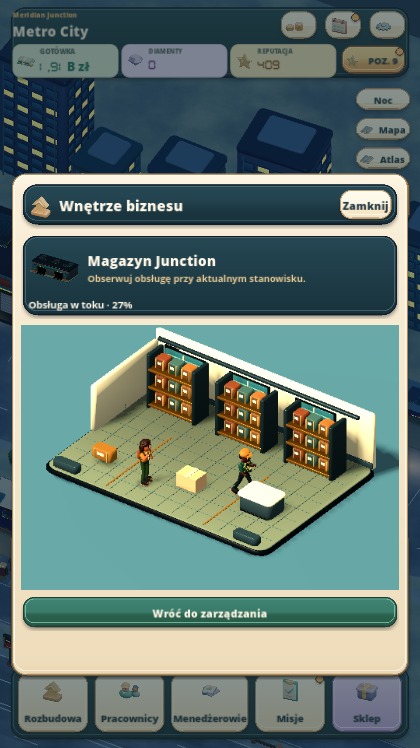 Meridian Junction
Metro City
GOTÓWKA
B zł
DIAMENTY
0
REPUTACJA
409
POZ. 9
Noc
Mapa
Atlas
Wnętrze biznesu
Zamknij
Magazyn Junction
Obserwuj obsługę przy aktualnym stanowisku.
Obsługa w toku · 27%
Wróć do zarządzania
Rozbudowa
Pracownicy
Menedżerowie
Misje
Sklep